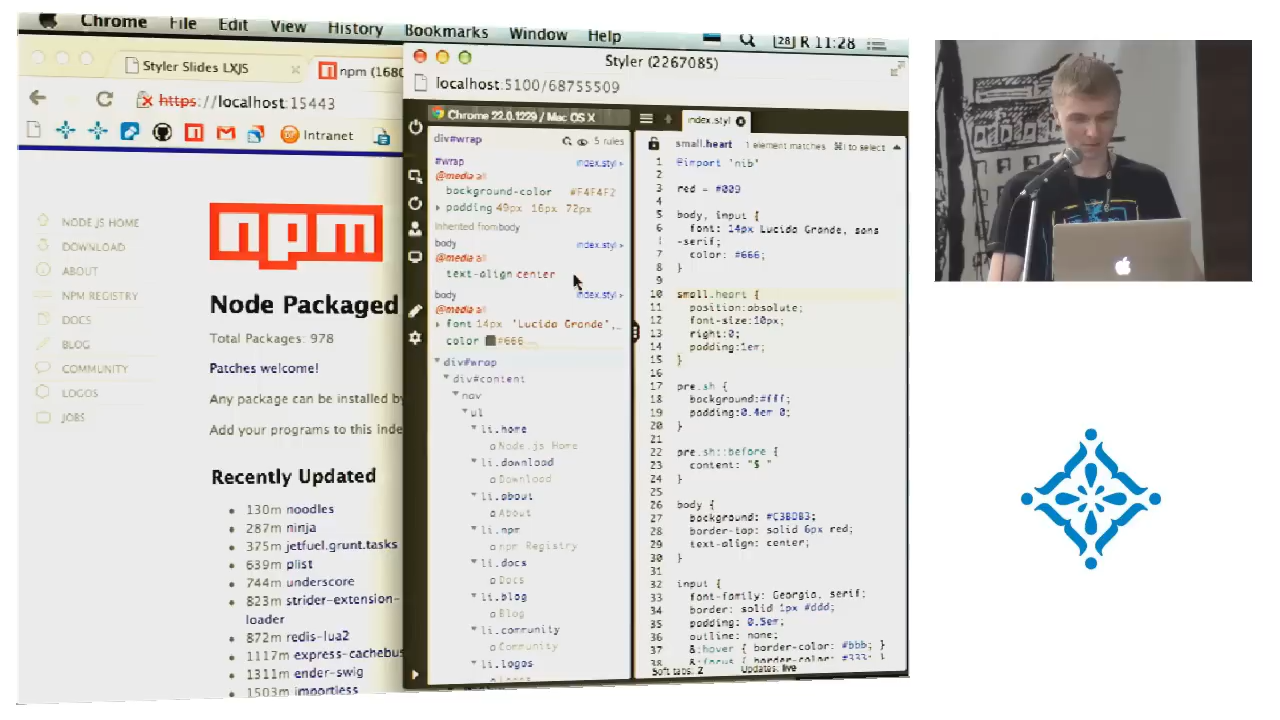 Chrome File Edit View History Bookmarks Window Help [28] R 11:28
Styler Slides LXJS
npm (1680
https://localhost:15443
Intranet
NODE.JS HOME
DOWNLOAD
ABOUT
NPM REGISTRY
DOCS
BLOG
COMMUNITY
LOGOS
JOBS
npm
Node Packaged
Total Packages: 978
Patches welcome!
Any package can be installed by
Add your programs to this inde
Recently Updated
130m noodles
287m ninja
375m jetfuel.grunt.tasks
639m plist
744m underscore
823m strider-extension-
loader
872m redis-lua2
1117m express-cachebus
1311m ender-swig
1503m importless
Styler (2267085)
localhost:5100/68755509
Chrome 22.0.1229 / Mac OS X
div#wrap 5 rules
#wrap index.styl
@media all
background-color #F4F4F2
padding 49px 16px 72px
Inherited from body
body index.styl
@media all
text-align center
body index.styl
@media all
font 14px 'Lucida Grande',…
color #666
div#wrap
div#content
nav
ul
li.home
Node.js Home
li.download
Download
li.about
About
li.npm
npm Registry
li.docs
Docs
li.blog
Blog
li.community
Community
li.logos
index.styl
small.heart 1 element matches ⌘I to select
1 @import 'nib'
2
3 red = #009
4
5 body, input {
6 font: 14px Lucida Grande, sans
-serif;
7 color: #666;
8 }
9
10 small.heart {
11 position:absolute;
12 font-size:10px;
13 right:0;
14 padding:1em;
15 }
16
17 pre.sh {
18 background:#fff;
19 padding:0.4em 0;
20 }
21
22 pre.sh::before {
23 content: "$ "
24 }
25
26 body {
27 background: #C3BDB3;
28 border-top: solid 6px red;
29 text-align: center;
30 }
31
32 input {
33 font-family: Georgia, serif;
34 border: solid 1px #ddd;
35 padding: 0.5em;
36 outline: none;
37 &:hover { border-color: #bbb; }
38 &:focus { border-color: #333; }
Soft tabs: 2 Updates: live